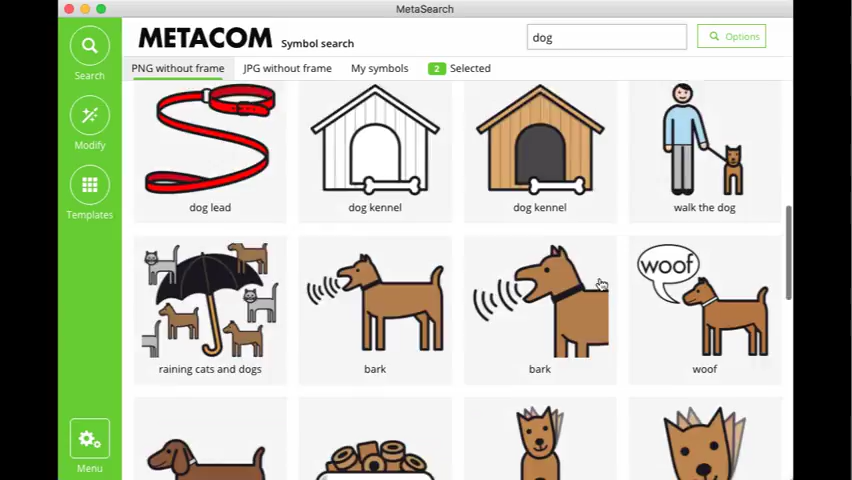 MetaSearch
METACOM Symbol search
dog
Options
PNG without frame
JPG without frame
My symbols
2 Selected
Search
Modify
Templates
Menu
dog lead
dog kennel
dog kennel
walk the dog
raining cats and dogs
bark
bark
woof
woof